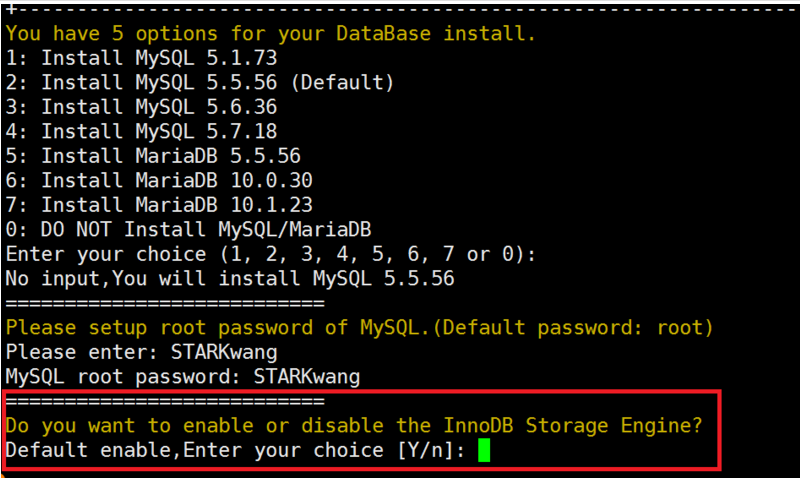 +------------------------------------------------------------------
You have 5 options for your DataBase install.
1: Install MySQL 5.1.73
2: Install MySQL 5.5.56 (Default)
3: Install MySQL 5.6.36
4: Install MySQL 5.7.18
5: Install MariaDB 5.5.56
6: Install MariaDB 10.0.30
7: Install MariaDB 10.1.23
0: DO NOT Install MySQL/MariaDB
Enter your choice (1, 2, 3, 4, 5, 6, 7 or 0):
No input,You will install MySQL 5.5.56
===========================
Please setup root password of MySQL.(Default password: root)
Please enter: STARKwang
MySQL root password: STARKwang
===========================
Do you want to enable or disable the InnoDB Storage Engine?
Default enable,Enter your choice [Y/n]: